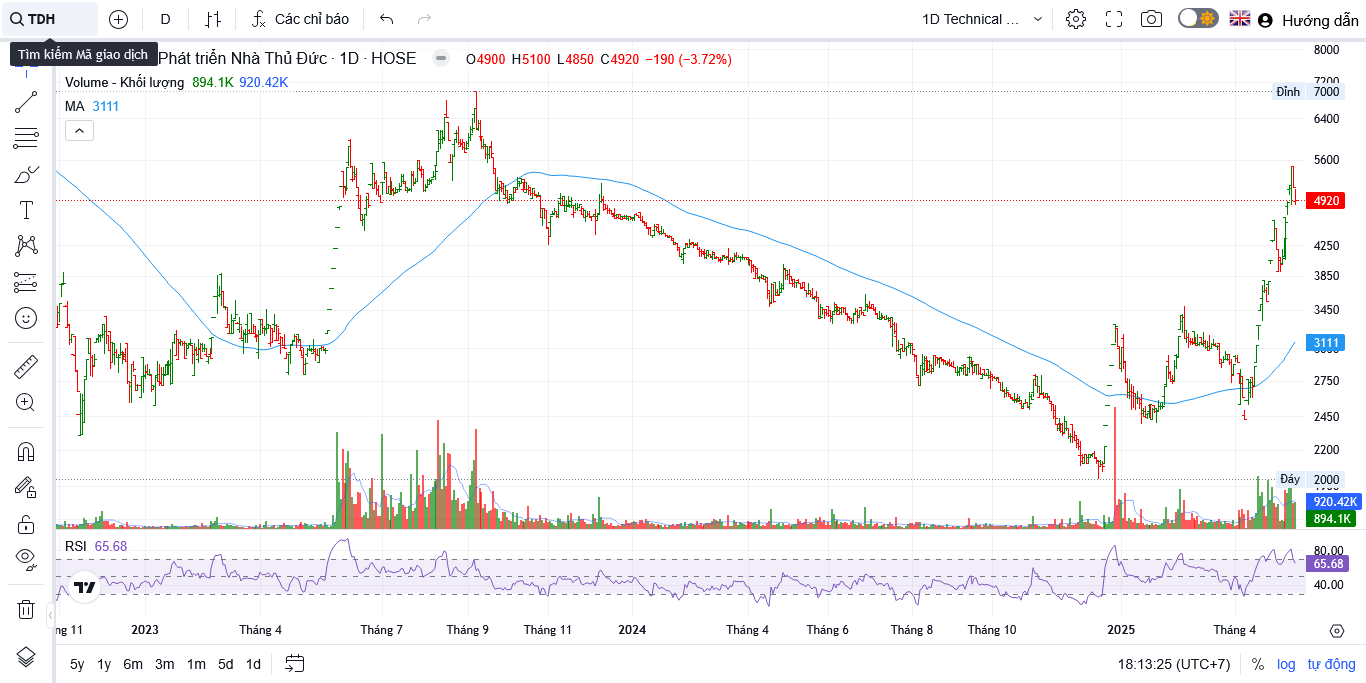 TDH D Các chỉ báo 1D Technical ... Hướng dẫn
Tìm kiếm Mã giao dịch
Phát triển Nhà Thủ Đức · 1D · HOSE O4900 H5100 L4850 C4920 −190 (−3.72%)
Volume - Khối lượng 894.1K 920.42K
MA 3111
8000
7200
Đỉnh 7000
6400
5600
4920
4250
3850
3450
3111
3000
2750
2450
2200
Đáy 2000
1900
920.42K
894.1K
RSI 65.68
80.00
65.68
40.00
ng 11 2023 Tháng 4 Tháng 7 Tháng 9 Tháng 11 2024 Tháng 4 Tháng 6 Tháng 8 Tháng 10 2025 Tháng 4
5y 1y 6m 3m 1m 5d 1d 18:13:25 (UTC+7) % log tự động